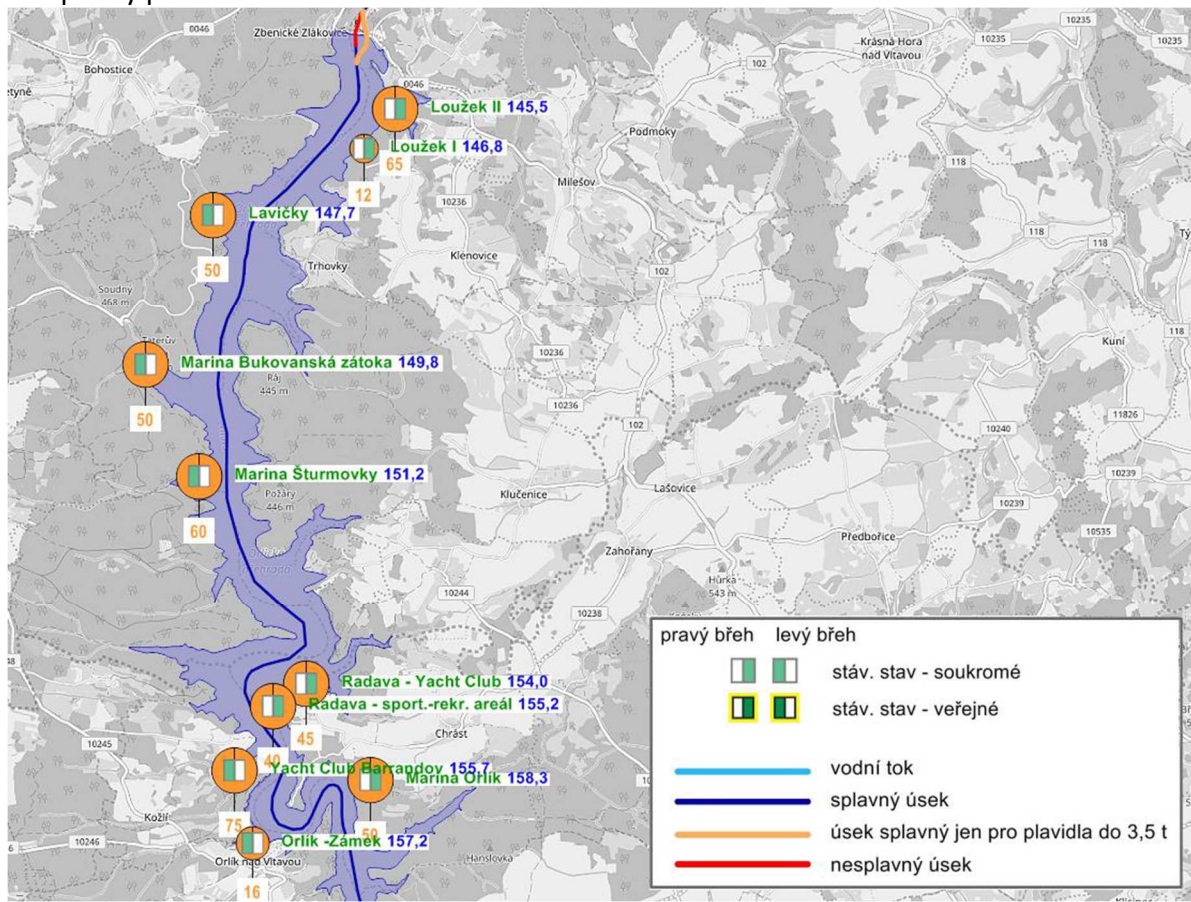 Zbenické Zlákovice
0046
Bohostice
10235
Krásná Hora
nad Vltavou
10235
10235
102
0046
Loužek II 145,5
Loužek I 146,8
65
12
Podmoky
118
118
Milešov
10236
Lavičky 147,7
50
Klenovice
Trhovky
102
118
118
Soudný
468 m
118
Marina Bukovanská zátoka 149,8
50
Ráj
445 m
10236
10236
Kuní
11826
102
10240
Marina Šturmovky 151,2
60
Požáry
446 m
Klučenice
Lašovice
10239
10239
10535
Předbořice
Zahořany
Hůrka
543 m
10244
10238
Radava - Yacht Club 154,0
Radava - sport.-rekr. areál 155,2
45
40
Chrást
10245
Yacht Club Barrandov 155,7
Marina Orlík 158,3
75
50
Kožlí
10246
Orlík -Zámek 157,2
Orlík nad Vltavou
16
Hanslovka
pravý břeh levý břeh
stáv. stav - soukromé
stáv. stav - veřejné
vodní tok
splavný úsek
úsek splavný jen pro plavidla do 3,5 t
nesplavný úsek